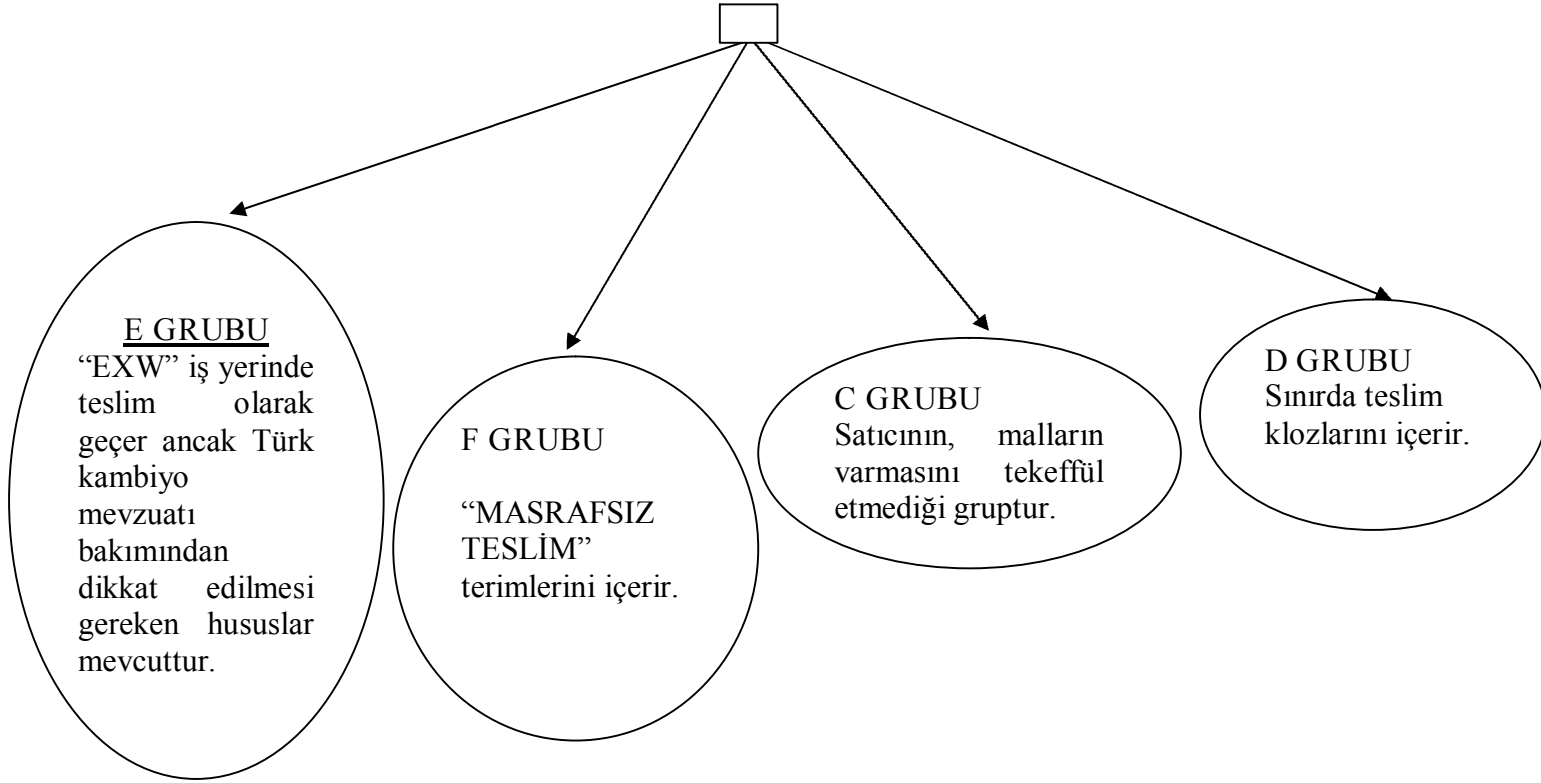 E GRUBU
“EXW” iş yerinde
teslim olarak
geçer ancak Türk
kambiyo
mevzuatı
bakımından
dikkat edilmesi
gereken hususlar
mevcuttur.
F GRUBU
“MASRAFSIZ
TESLİM”
terimlerini içerir.
C GRUBU
Satıcının, malların
varmasını tekeffül
etmediği gruptur.
D GRUBU
Sınırda teslim
klozlarını içerir.